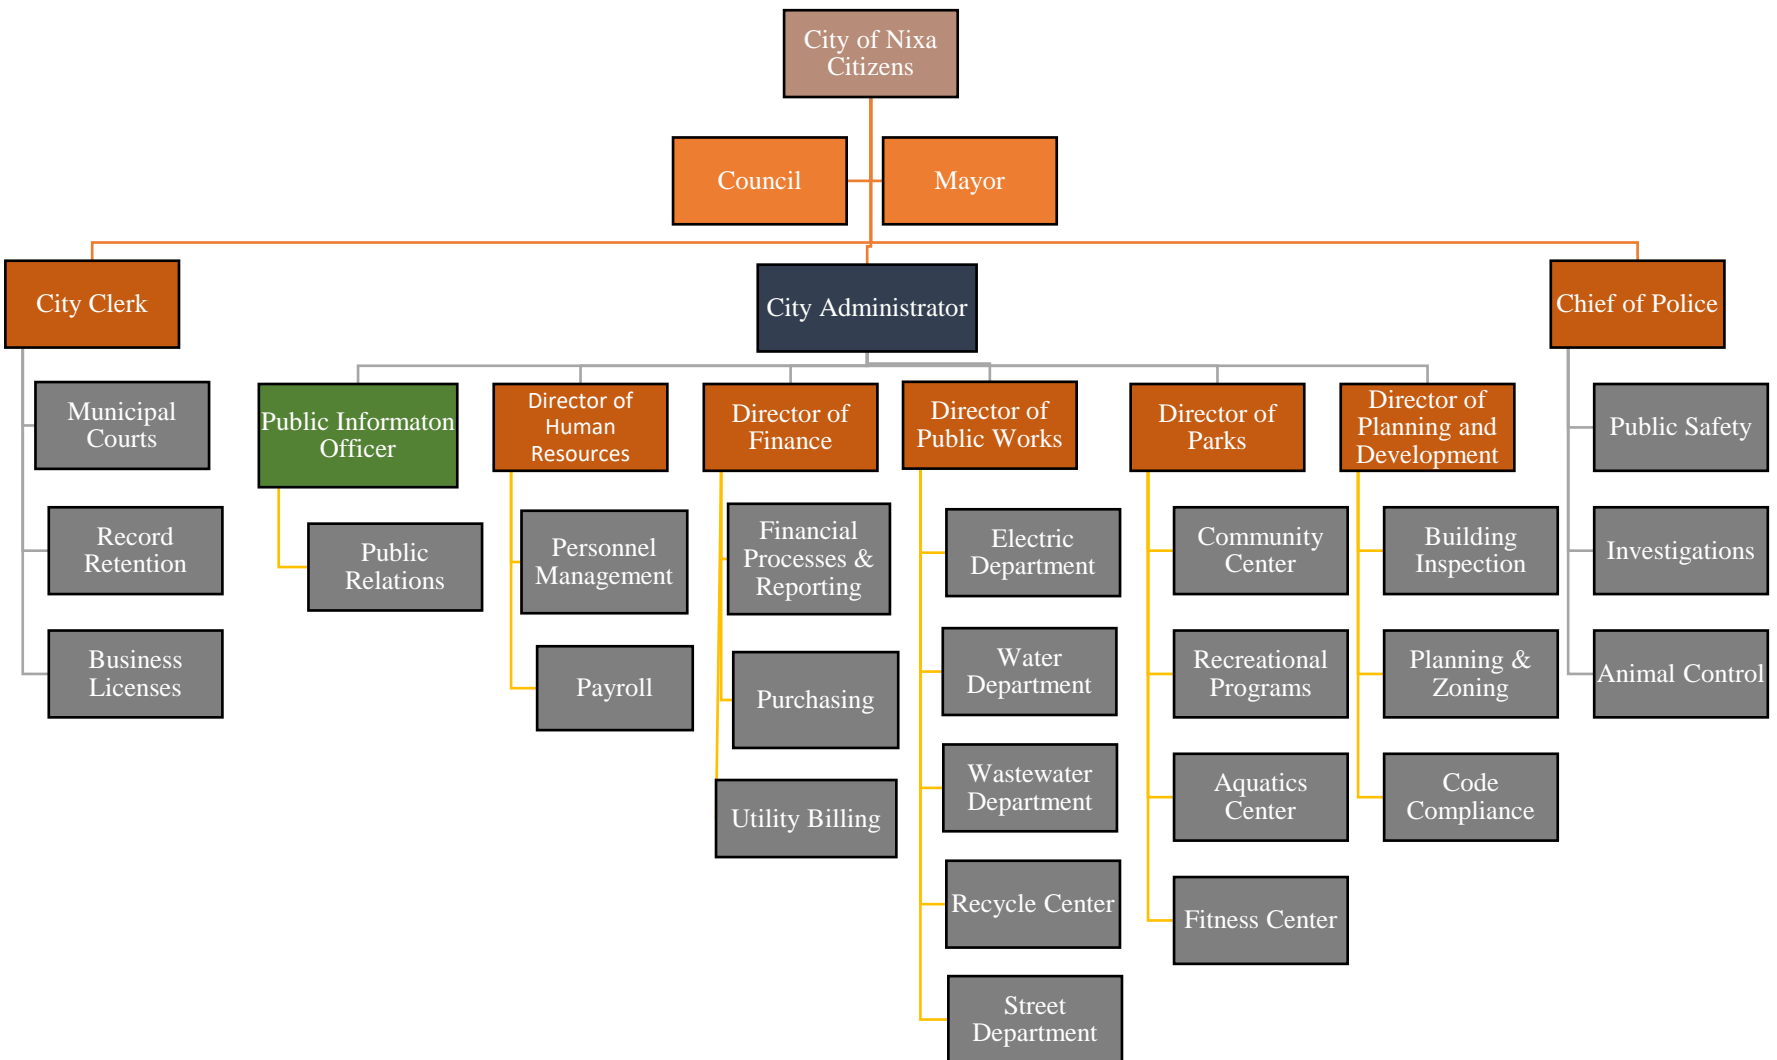 City of Nixa
Citizens
Council
Mayor
City Clerk
City Administrator
Chief of Police
Municipal
Courts
Record
Retention
Business
Licenses
Public Informaton
Officer
Public
Relations
Director of
Human
Resources
Personnel
Management
Payroll
Director of
Finance
Financial
Processes &
Reporting
Purchasing
Utility Billing
Director of
Public Works
Electric
Department
Water
Department
Wastewater
Department
Recycle Center
Street
Department
Director of
Parks
Community
Center
Recreational
Programs
Aquatics
Center
Fitness Center
Director of
Planning and
Development
Building
Inspection
Planning &
Zoning
Code
Compliance
Public Safety
Investigations
Animal Control